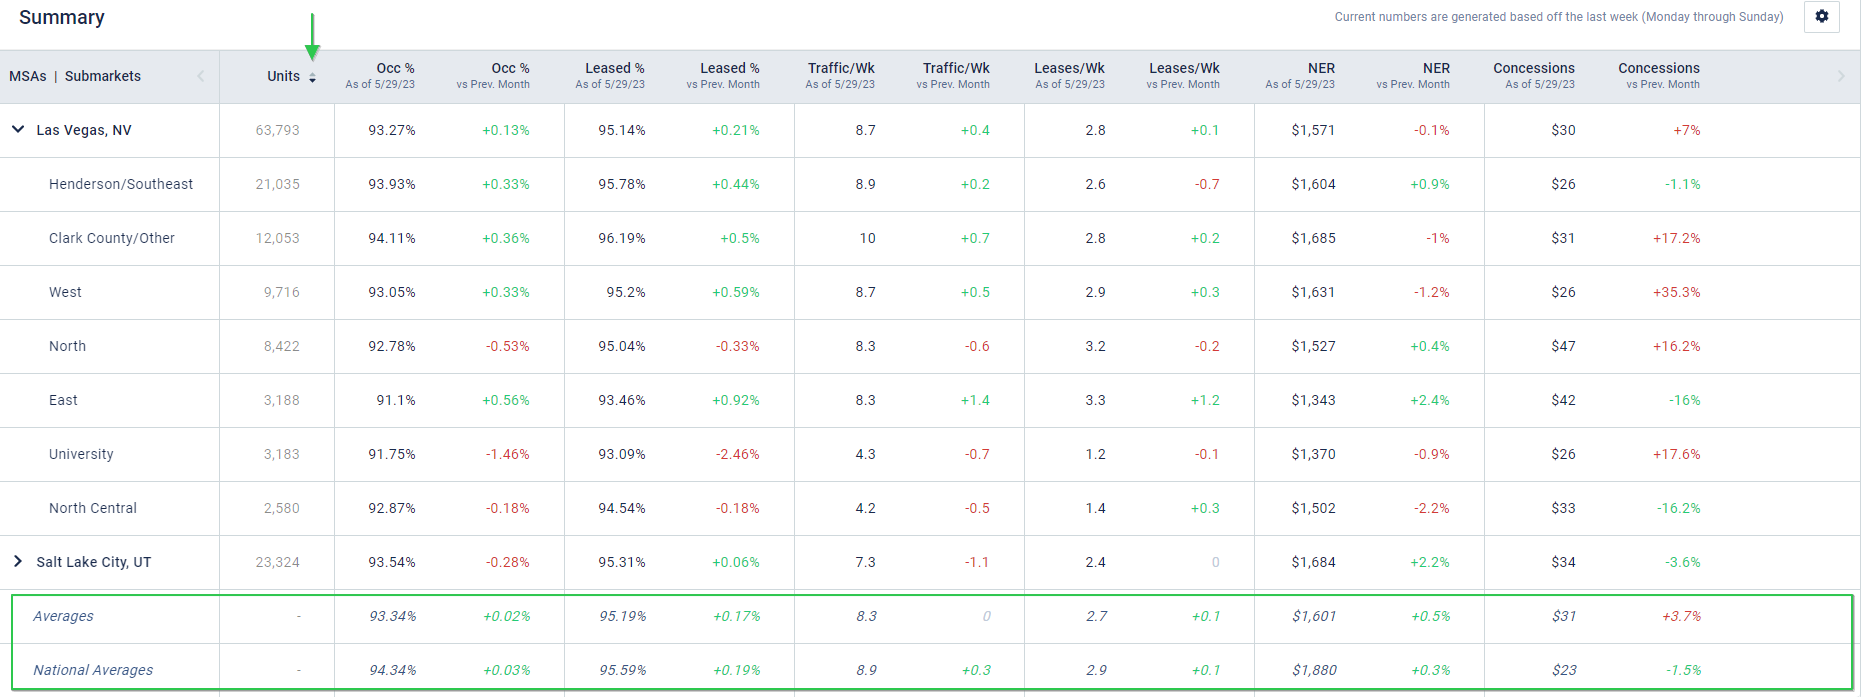 Summary
Current numbers are generated based off the last week (Monday through Sunday)
MSAs | Submarkets Units Occ % Occ % Leased % Leased % Traffic/Wk Traffic/Wk Leases/Wk Leases/Wk NER NER Concessions Concessions
As of 5/29/23 vs Prev. Month As of 5/29/23 vs Prev. Month As of 5/29/23 vs Prev. Month As of 5/29/23 vs Prev. Month As of 5/29/23 vs Prev. Month As of 5/29/23 vs Prev. Month
Las Vegas, NV 63,793 93.27% +0.13% 95.14% +0.21% 8.7 +0.4 2.8 +0.1 $1,571 -0.1% $30 +7%
Henderson/Southeast 21,035 93.93% +0.33% 95.78% +0.44% 8.9 +0.2 2.6 -0.7 $1,604 +0.9% $26 -1.1%
Clark County/Other 12,053 94.11% +0.36% 96.19% +0.5% 10 +0.7 2.8 +0.2 $1,685 -1% $31 +17.2%
West 9,716 93.05% +0.33% 95.2% +0.59% 8.7 +0.5 2.9 +0.3 $1,631 -1.2% $26 +35.3%
North 8,422 92.78% -0.53% 95.04% -0.33% 8.3 -0.6 3.2 -0.2 $1,527 +0.4% $47 +16.2%
East 3,188 91.1% +0.56% 93.46% +0.92% 8.3 +1.4 3.3 +1.2 $1,343 +2.4% $42 -16%
University 3,183 91.75% -1.46% 93.09% -2.46% 4.3 -0.7 1.2 -0.1 $1,370 -0.9% $26 +17.6%
North Central 2,580 92.87% -0.18% 94.54% -0.18% 4.2 -0.5 1.4 +0.3 $1,502 -2.2% $33 -16.2%
Salt Lake City, UT 23,324 93.54% -0.28% 95.31% +0.06% 7.3 -1.1 2.4 0 $1,684 +2.2% $34 -3.6%
Averages - 93.34% +0.02% 95.19% +0.17% 8.3 0 2.7 +0.1 $1,601 +0.5% $31 +3.7%
National Averages - 94.34% +0.03% 95.59% +0.19% 8.9 +0.3 2.9 +0.1 $1,880 +0.3% $23 -1.5%